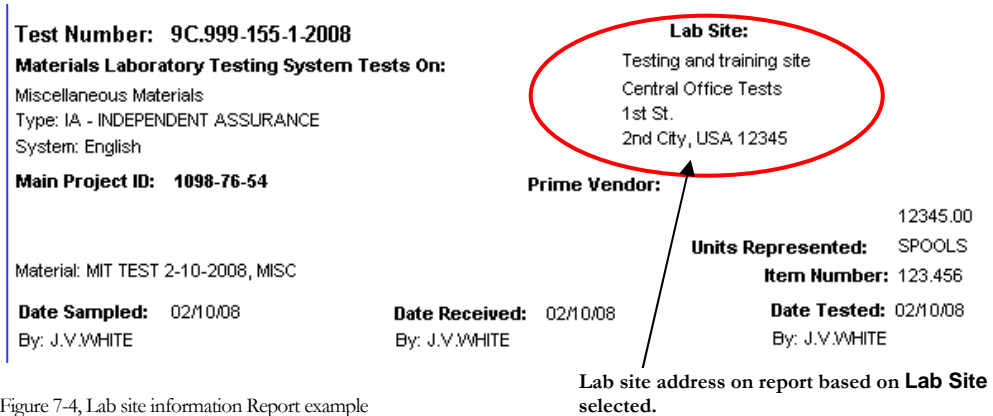 Test Number: 9C.999-155-1-2008
Materials Laboratory Testing System Tests On:
Miscellaneous Materials
Type: IA - INDEPENDENT ASSURANCE
System: English
Lab Site:
Testing and training site
Central Office Tests
1st St.
2nd City, USA 12345
Main Project ID: 1098-76-54
Prime Vendor:
12345.00
Units Represented: SPOOLS
Material: MIT TEST 2-10-2008, MISC
Item Number: 123.456
Date Sampled: 02/10/08
By: J.V.WHITE
Date Received: 02/10/08
By: J.V.WHITE
Date Tested: 02/10/08
By: J.V.WHITE
Lab site address on report based on Lab Site
selected.
Figure 7-4, Lab site information Report example